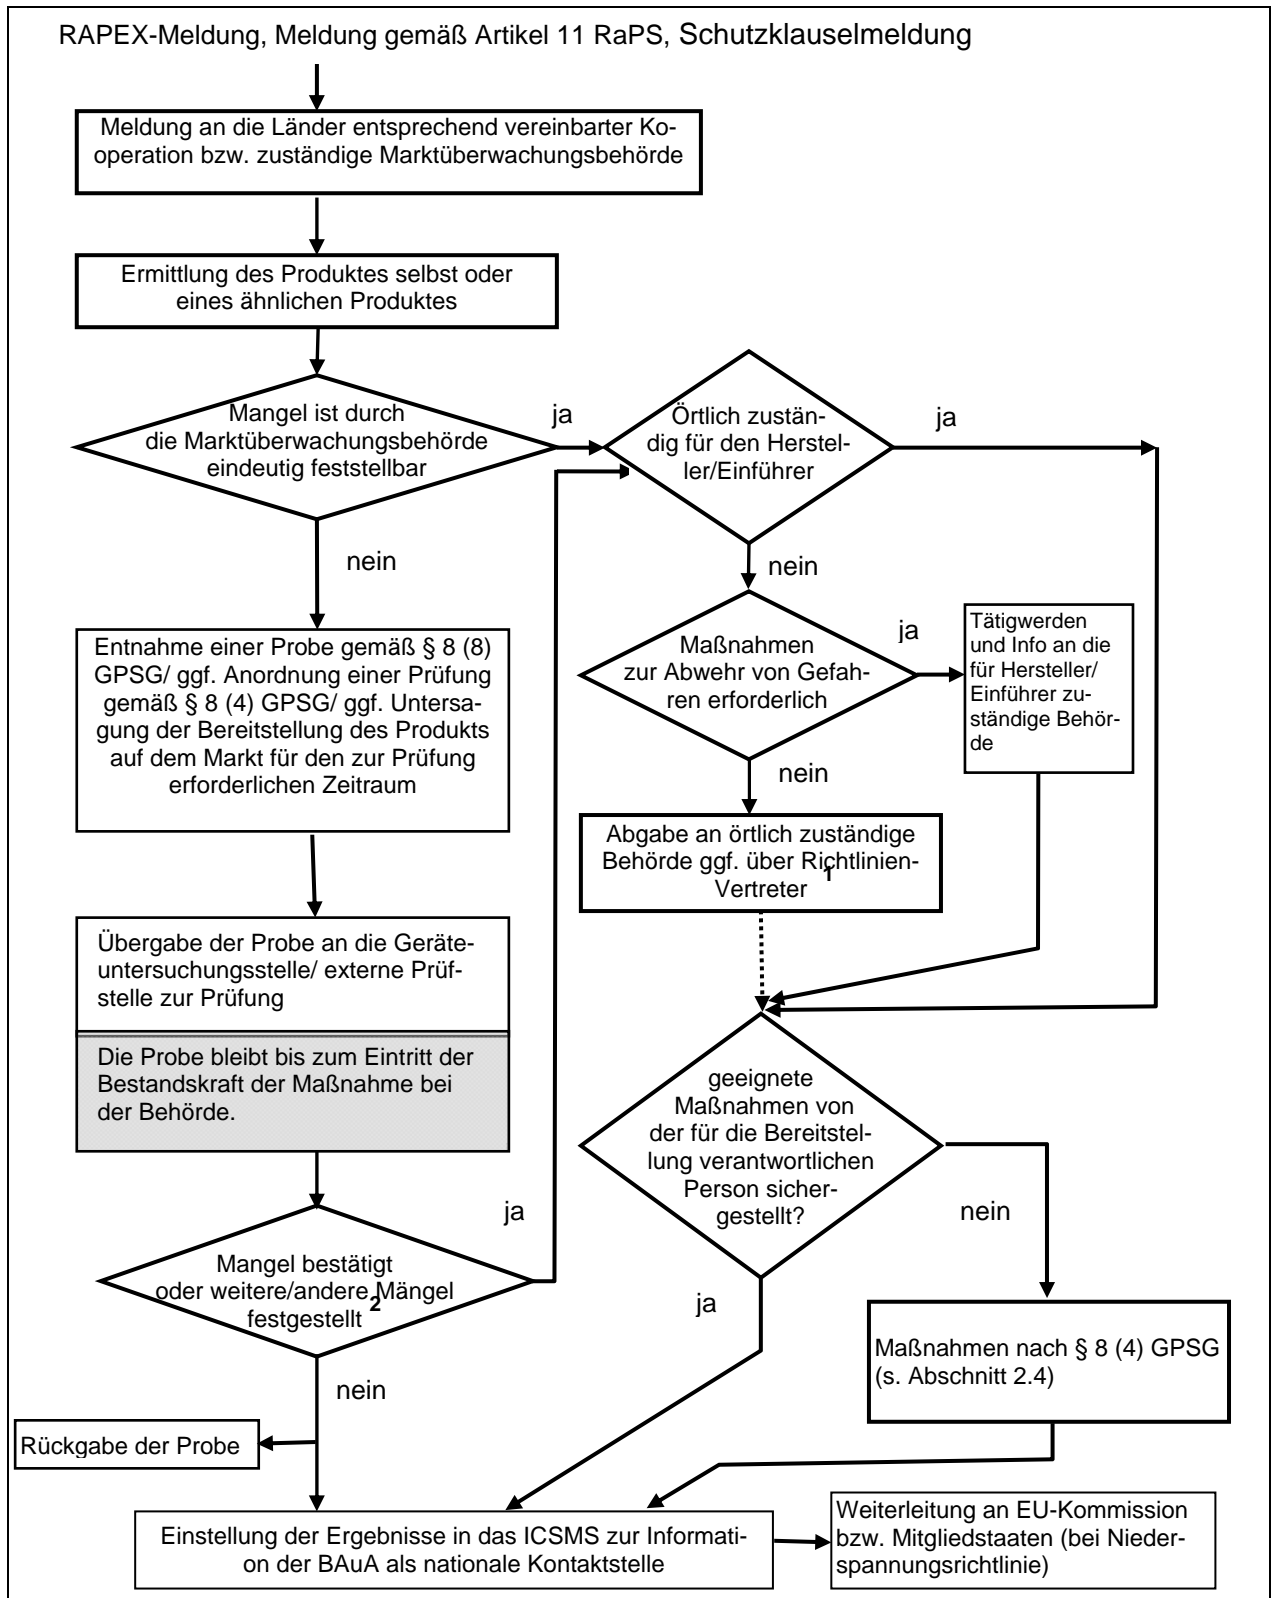 RAPEX-Meldung, Meldung gemäß Artikel 11 RaPS, Schutzklauselmeldung
Meldung an die Länder entsprechend vereinbarter Ko-
operation bzw. zuständige Marktüberwachungsbehörde
Ermittlung des Produktes selbst oder
eines ähnlichen Produktes
Mangel ist durch
die Marktüberwachungsbehörde
eindeutig feststellbar
ja
Örtlich zustän-
dig für den Herstel-
ler/Einführer
ja
nein
nein
Entnahme einer Probe gemäß § 8 (8)
GPSG/ ggf. Anordnung einer Prüfung
gemäß § 8 (4) GPSG/ ggf. Untersa-
gung der Bereitstellung des Produkts
auf dem Markt für den zur Prüfung
erforderlichen Zeitraum
Maßnahmen
zur Abwehr von Gefah-
ren erforderlich
ja
Tätigwerden
und Info an die
für Hersteller/
Einführer zu-
ständige Behör-
de
nein
Abgabe an örtlich zuständige
Behörde ggf. über Richtlinien-
Vertreter 1
Übergabe der Probe an die Geräte-
untersuchungsstelle/ externe Prüf-
stelle zur Prüfung
Die Probe bleibt bis zum Eintritt der
Bestandskraft der Maßnahme bei
der Behörde.
geeignete
Maßnahmen von
der für die Bereitstel-
lung verantwortlichen
Person sicher-
gestellt?
nein
ja
Mangel bestätigt
oder weitere/andere Mängel
festgestellt 2
ja
nein
Maßnahmen nach § 8 (4) GPSG
(s. Abschnitt 2.4)
Rückgabe der Probe
Einstellung der Ergebnisse in das ICSMS zur Informati-
on der BAuA als nationale Kontaktstelle
Weiterleitung an EU-Kommission
bzw. Mitgliedstaaten (bei Nieder-
spannungsrichtlinie)